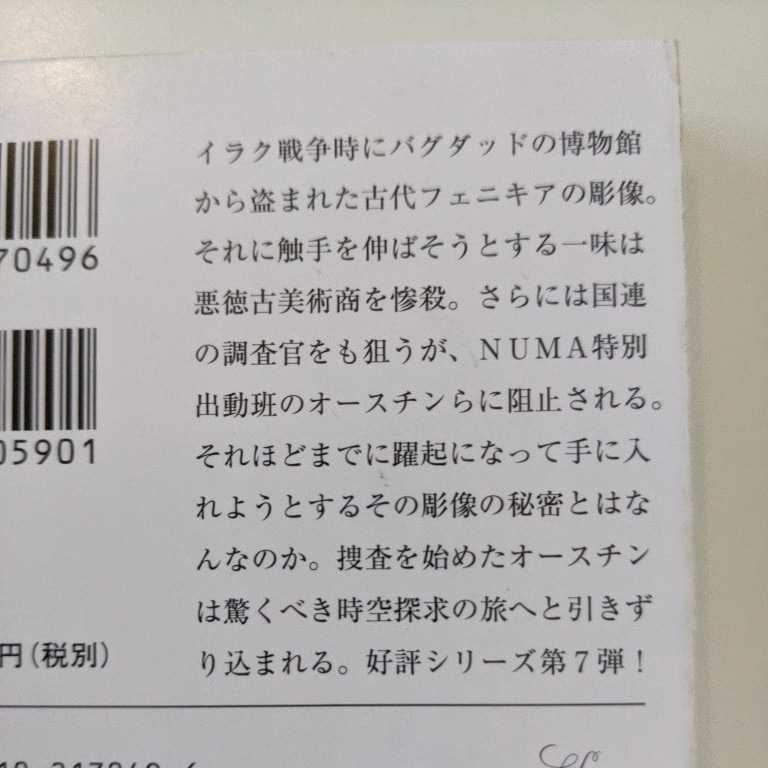 イラク戦争時にバグダッドの博物館
から盗まれた古代フェニキアの彫像。
それに触手を伸ばそうとする一味は
悪徳古美術商を惨殺。さらには国連
の調査官をも狙うが、ＮＵＭＡ特別
出動班のオースチンらに阻止される。
それほどまでに躍起になって手に入
れようとするその彫像の秘密とはな
んなのか。捜査を始めたオースチン
は驚くべき時空探求の旅へと引きず
り込まれる。好評シリーズ第７弾！
70496
05901
円（税別）